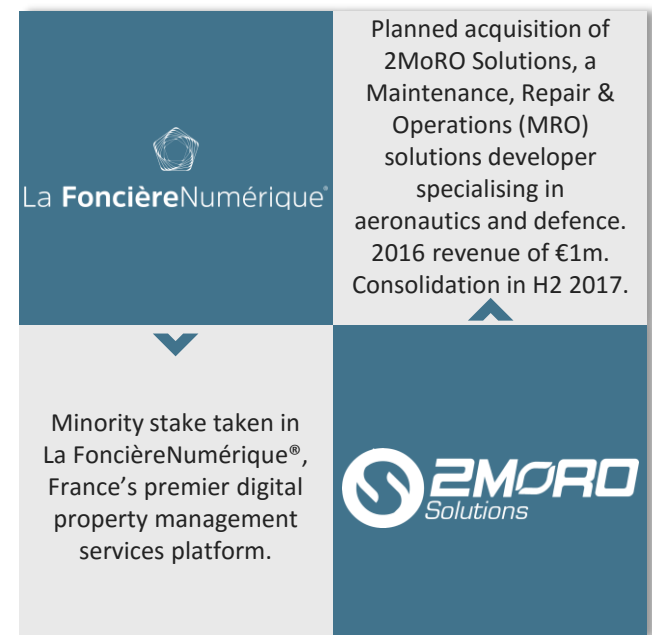 La FoncièreNumérique®
Planned acquisition of
2MoRO Solutions, a
Maintenance, Repair &
Operations (MRO)
solutions developer
specialising in
aeronautics and defence.
2016 revenue of €1m.
Consolidation in H2 2017.
Minority stake taken in
La FoncièreNumérique®,
France’s premier digital
property management
services platform.
2MORO
Solutions